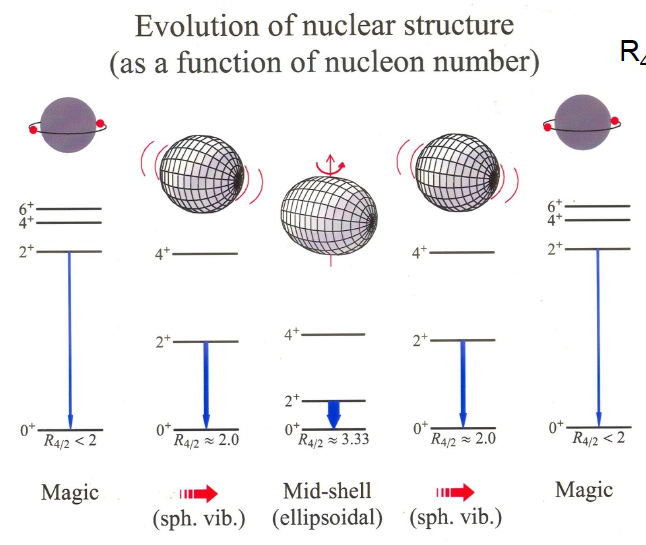 Evolution of nuclear structure
(as a function of nucleon number)
R₄
6⁺
4⁺
2⁺
0⁺
R₄/₂ < 2
4⁺
2⁺
0⁺
R₄/₂ ≈ 2.0
4⁺
2⁺
0⁺
R₄/₂ ≈ 3.33
4⁺
2⁺
0⁺
R₄/₂ ≈ 2.0
6⁺
4⁺
2⁺
0⁺
R₄/₂ < 2
Magic
(sph. vib.)
Mid-shell
(ellipsoidal)
(sph. vib.)
Magic